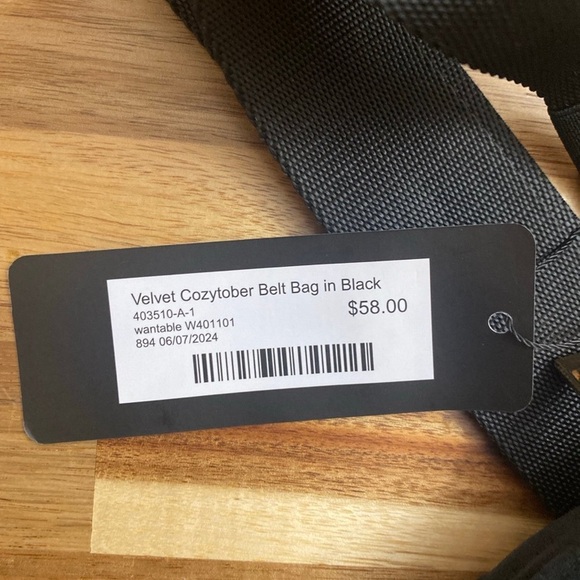 Velvet Cozytober Belt Bag in Black
403510-A-1
$58.00
wantable W401101
894 06/07/2024